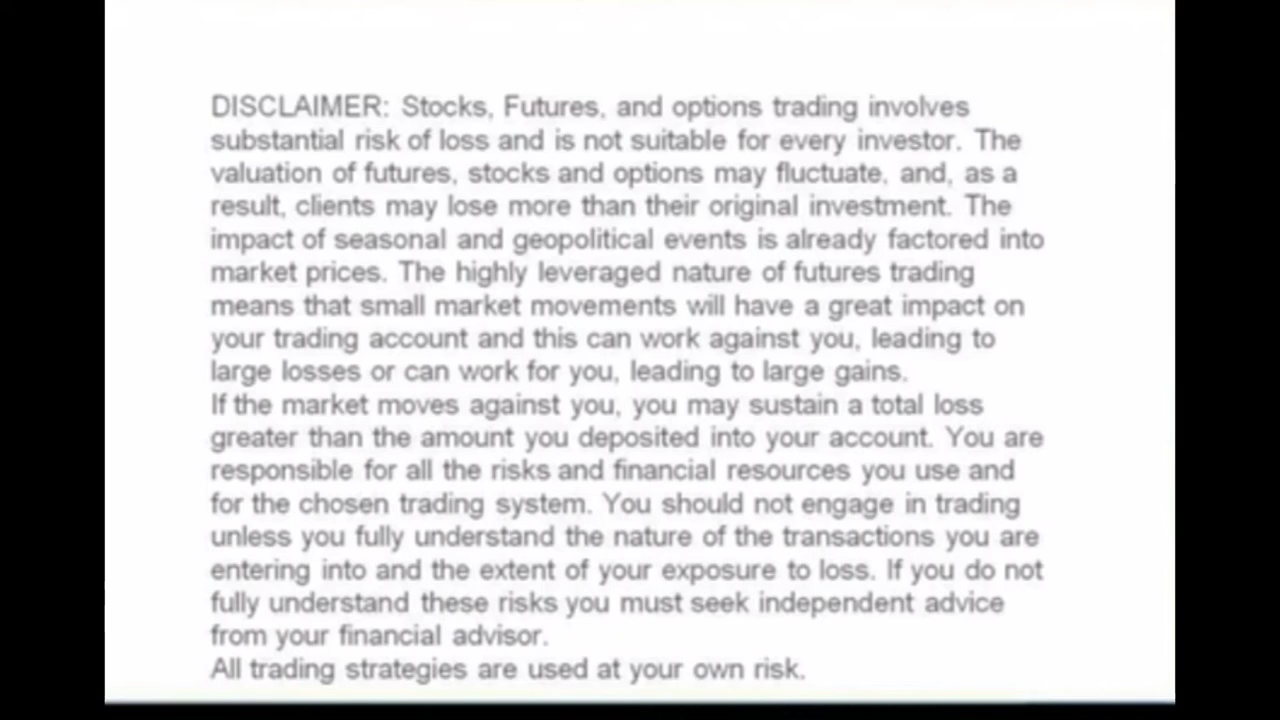 DISCLAIMER: Stocks, Futures, and options trading involves
substantial risk of loss and is not suitable for every investor. The
valuation of futures, stocks and options may fluctuate, and, as a
result, clients may lose more than their original investment. The
impact of seasonal and geopolitical events is already factored into
market prices. The highly leveraged nature of futures trading
means that small market movements will have a great impact on
your trading account and this can work against you, leading to
large losses or can work for you, leading to large gains.
If the market moves against you, you may sustain a total loss
greater than the amount you deposited into your account. You are
responsible for all the risks and financial resources you use and
for the chosen trading system. You should not engage in trading
unless you fully understand the nature of the transactions you are
entering into and the extent of your exposure to loss. If you do not
fully understand these risks you must seek independent advice
from your financial advisor.
All trading strategies are used at your own risk.